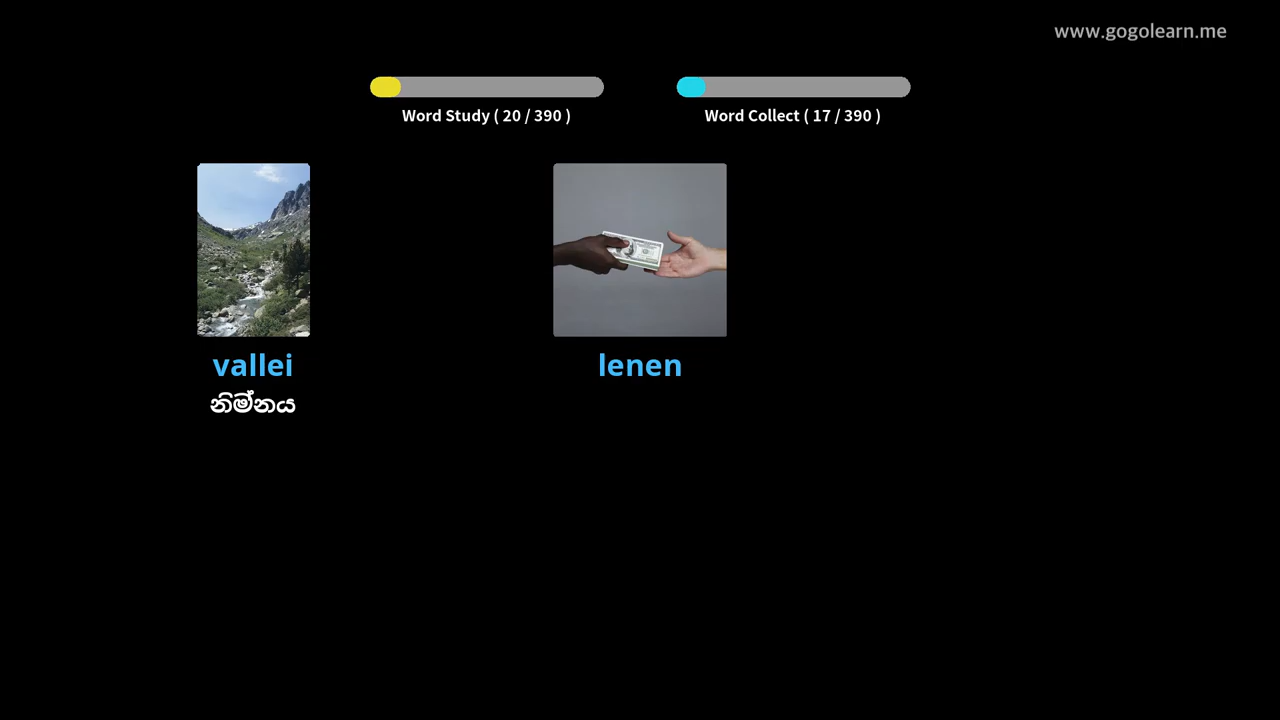 www.gogolearn.me
Word Study ( 20 / 390 )
Word Collect ( 17 / 390 )
vallei
නිම්නය
lenen